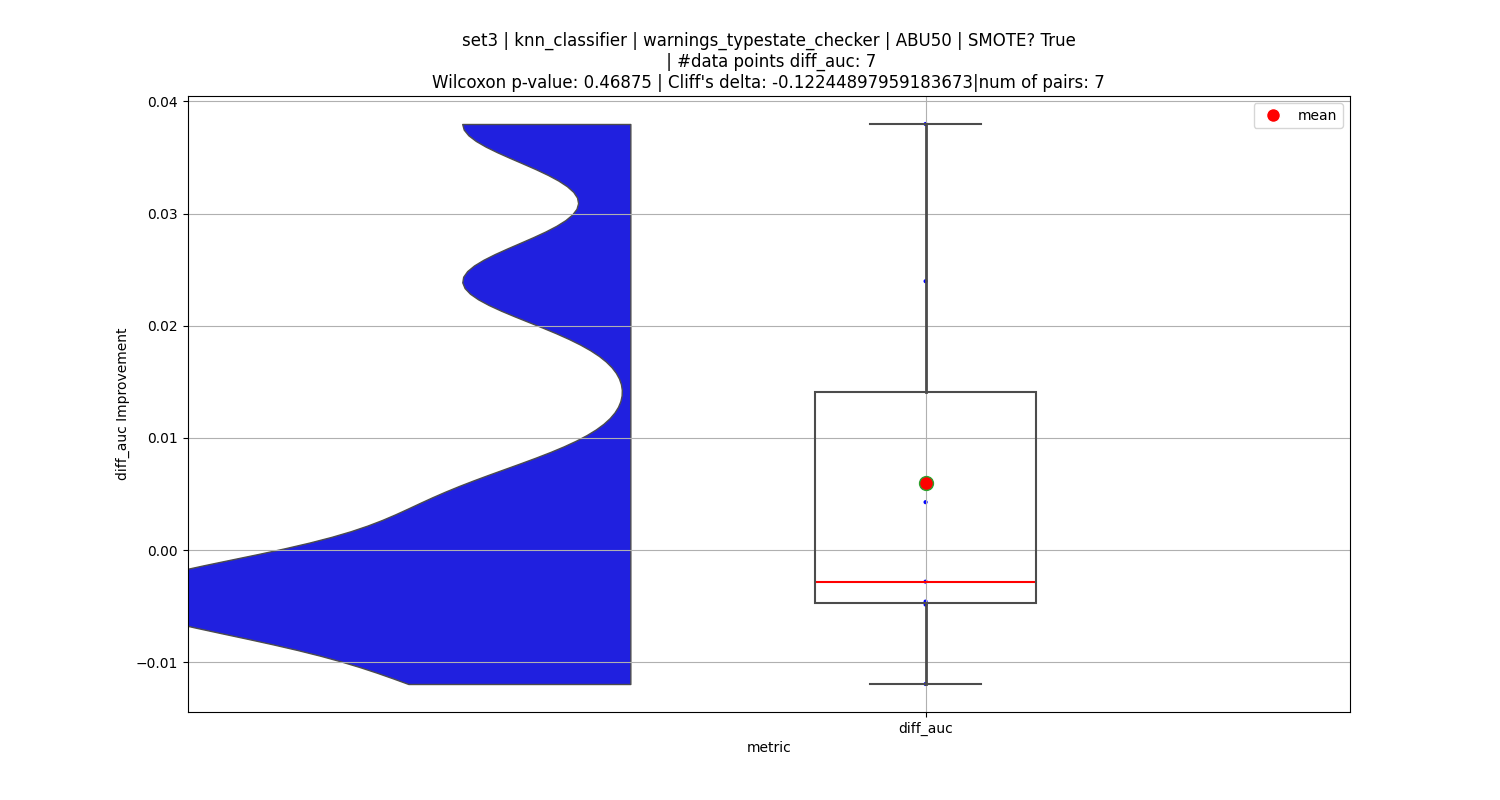 set3 | knn_classifier | warnings_typestate_checker | ABU50 | SMOTE? True
| #data points diff_auc: 7
Wilcoxon p-value: 0.46875 | Cliff's delta: -0.12244897959183673|num of pairs: 7
mean
0.04
0.03
0.02
0.01
0.00
−0.01
diff_auc Improvement
diff_auc
metric